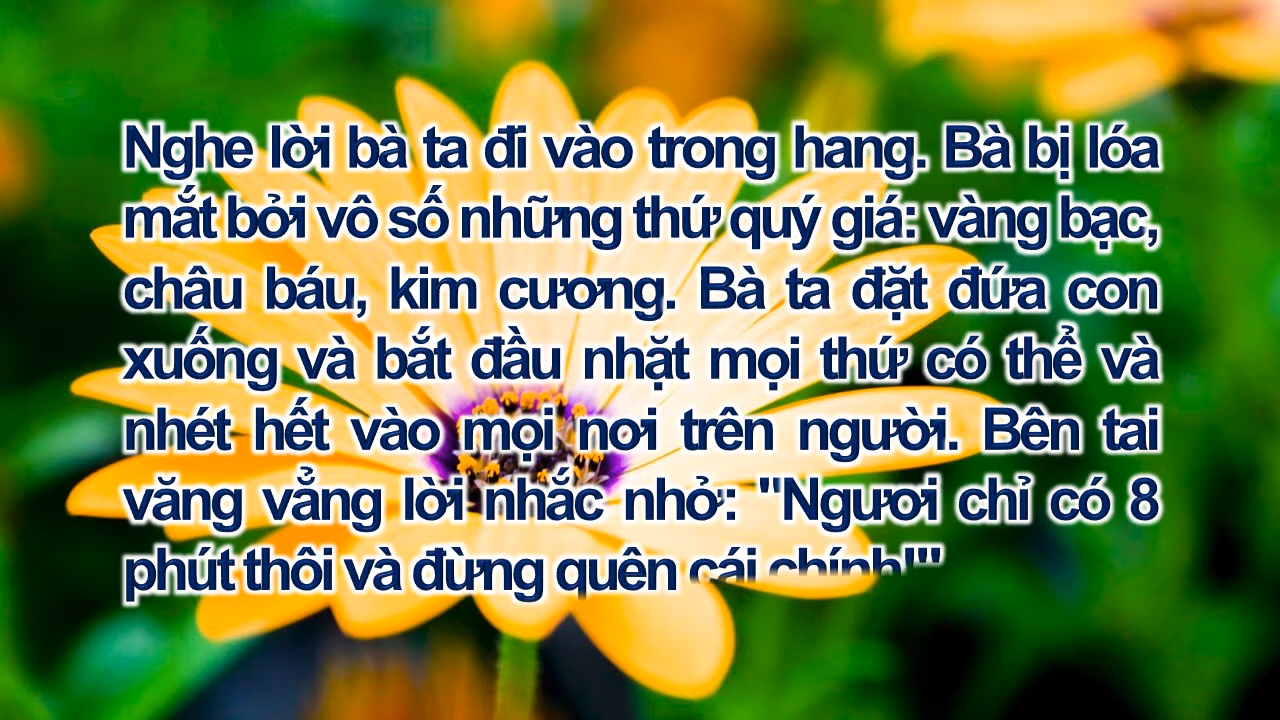 Nghe lời bà ta đi vào trong hang. Bà bị lóa
mắt bởi vô số những thứ quý giá: vàng bạc,
châu báu, kim cương. Bà ta đặt đứa con
xuống và bắt đầu nhặt mọi thứ có thể và
nhét hết vào mọi nơi trên người. Bên tai
văng vẳng lời nhắc nhở: "Ngươi chỉ có 8
phút thôi và đừng quên cái chính!"